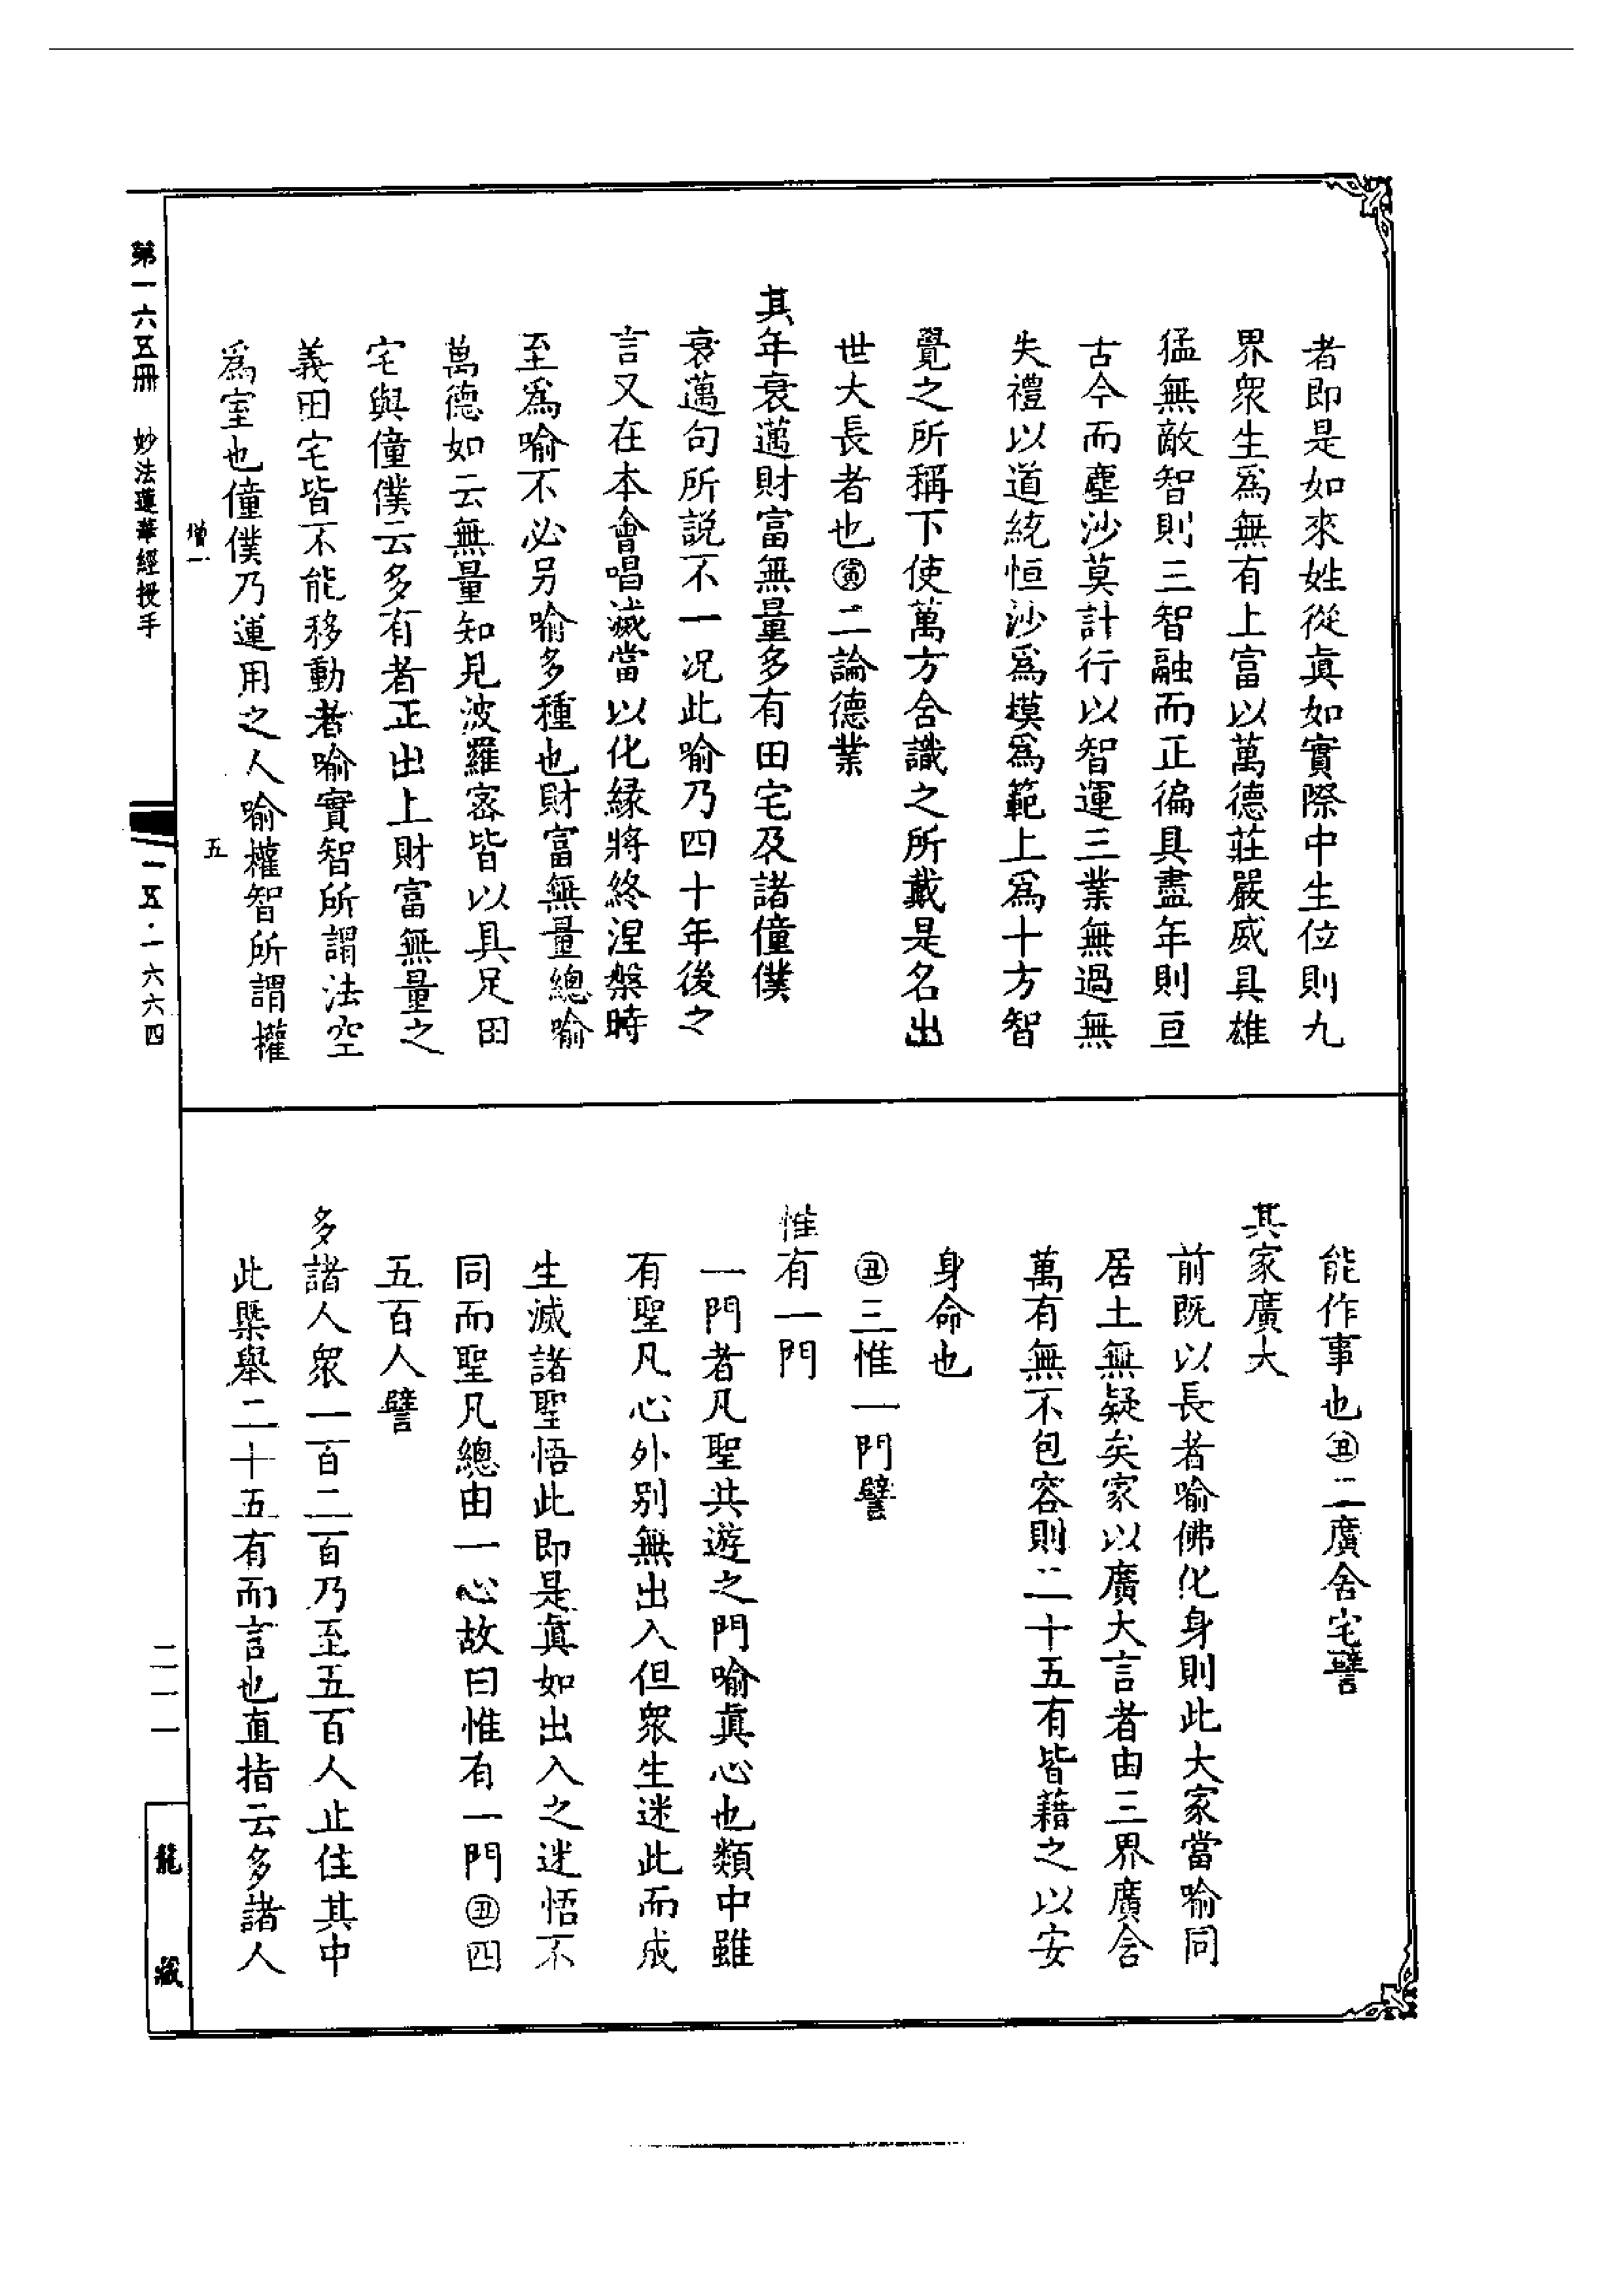 者即是如來姓從眞如實際中生位則九
界衆生爲無有上富以萬德莊嚴威具雄
猛無敵智則三智融而正徧具盡年則亘
古今而塵沙莫計行以智運三業無過無
失禮以道統恒沙爲模爲範上爲十方智
覺之所稱下使萬方含識之所戴是名出
世大長者也㊞二論德業
其年衰邁財富無量多有田宅及諸僮僕
衰邁句所説不一况此喻乃四十年後之
言又在本會唱滅當以化緣將終涅槃時
至爲喻不必另喻多種也財富無量總喻
萬德如云無量知見波羅密皆以具足田
宅與僮僕云多有者正出上財富無量之
義田宅皆不能移動者喻實智所謂法空
爲室也僮僕乃運用之人喻權智所謂權
能作事也㊞二廣舍宅譬
其家廣大
前既以長者喻佛化身則此大家當喻同
居土無疑矣家以廣大言者由三界廣含
萬有無不包容則二十五有皆藉之以安
身命也
㊞三惟一門譬
惟有一門
一門者凡聖共遊之門喻眞心也類中雖
有聖凡心外別無出入但衆生迷此而成
生滅諸聖悟此即是眞如出入之迷悟不
同而聖凡總由一心故曰惟有一門㊞四
五百人譬
多諸人衆一百二百乃至五百人止住其中
此槩舉二十五有而言也直指云多諸人
第一六五冊 妙法蓮華經授手
增一
五
一五·一六六四
二一一
龍藏